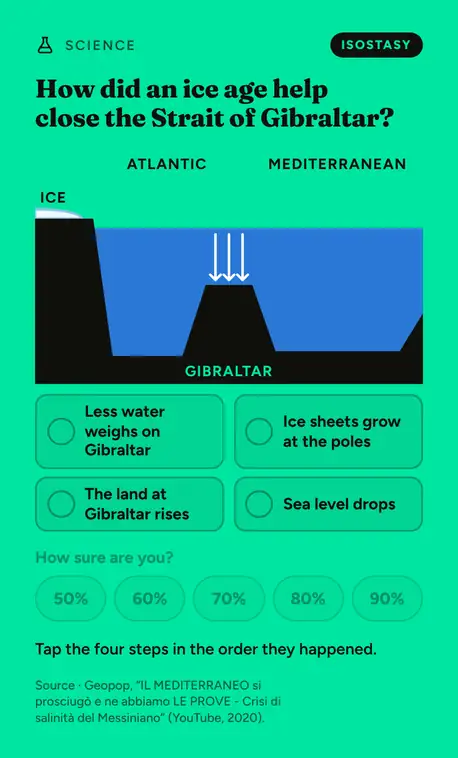 SCIENCE
ISOSTASY
How did an ice age help
close the Strait of Gibraltar?
ATLANTIC
MEDITERRANEAN
ICE
GIBRALTAR
Less water
weighs on
Gibraltar
Ice sheets grow
at the poles
The land at
Gibraltar rises
Sea level drops
How sure are you?
50%
60%
70%
80%
90%
Tap the four steps in the order they happened.
Source · Geopop, “IL MEDITERRANEO si
prosciugò e ne abbiamo LE PROVE - Crisi di
salinità del Messiniano” (YouTube, 2020).